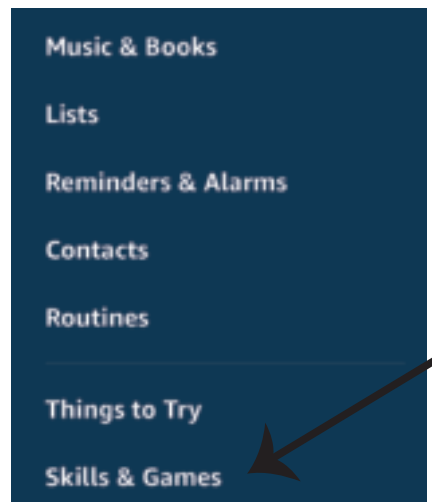 Music & Books
Lists
Reminders & Alarms
Contacts
Routines
Things to Try
Skills & Games